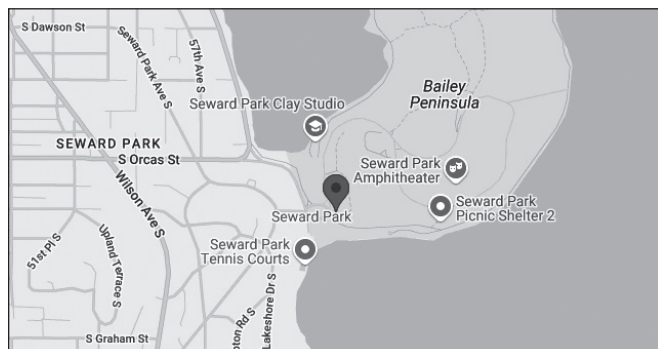 S Dawson St
Seward Park Ave S
57th Ave S
Bailey
Peninsula
Seward Park Clay Studio
SEWARD PARK
S Orcas St
Seward Park
Amphitheater
Wilson Ave S
Seward Park
Seward Park
Picnic Shelter 2
51st Pl S
Upland Terrace S
Seward Park
Tennis Courts
Lakeshore Dr S
S Graham St